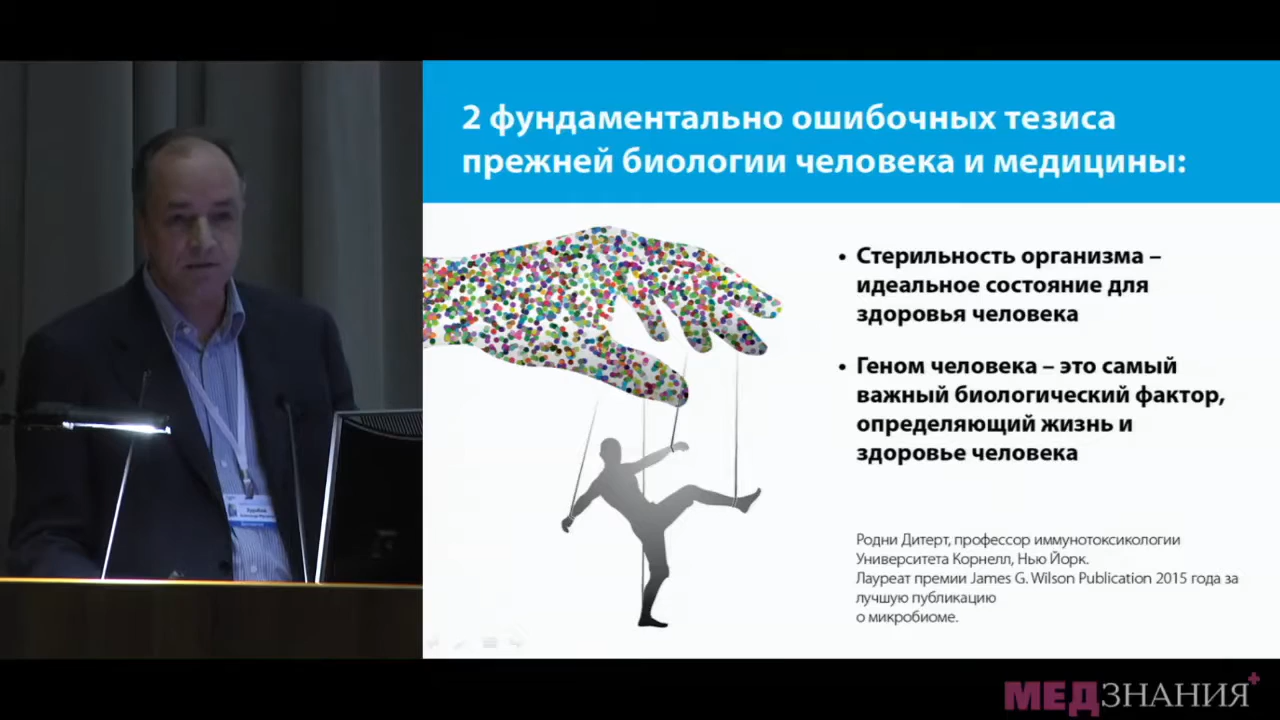 2 фундаментально ошибочных тезиса
прежней биологии человека и медицины:
• Стерильность организма –
идеальное состояние для
здоровья человека
• Геном человека – это самый
важный биологический фактор,
определяющий жизнь и
здоровье человека
Родни Дитерт, профессор иммунотоксикологии
Университета Корнелл, Нью Йорк.
Лауреат премии James G. Wilson Publication 2015 года за
лучшую публикацию
о микробиоме.
МЕДЗНАНИЯ+